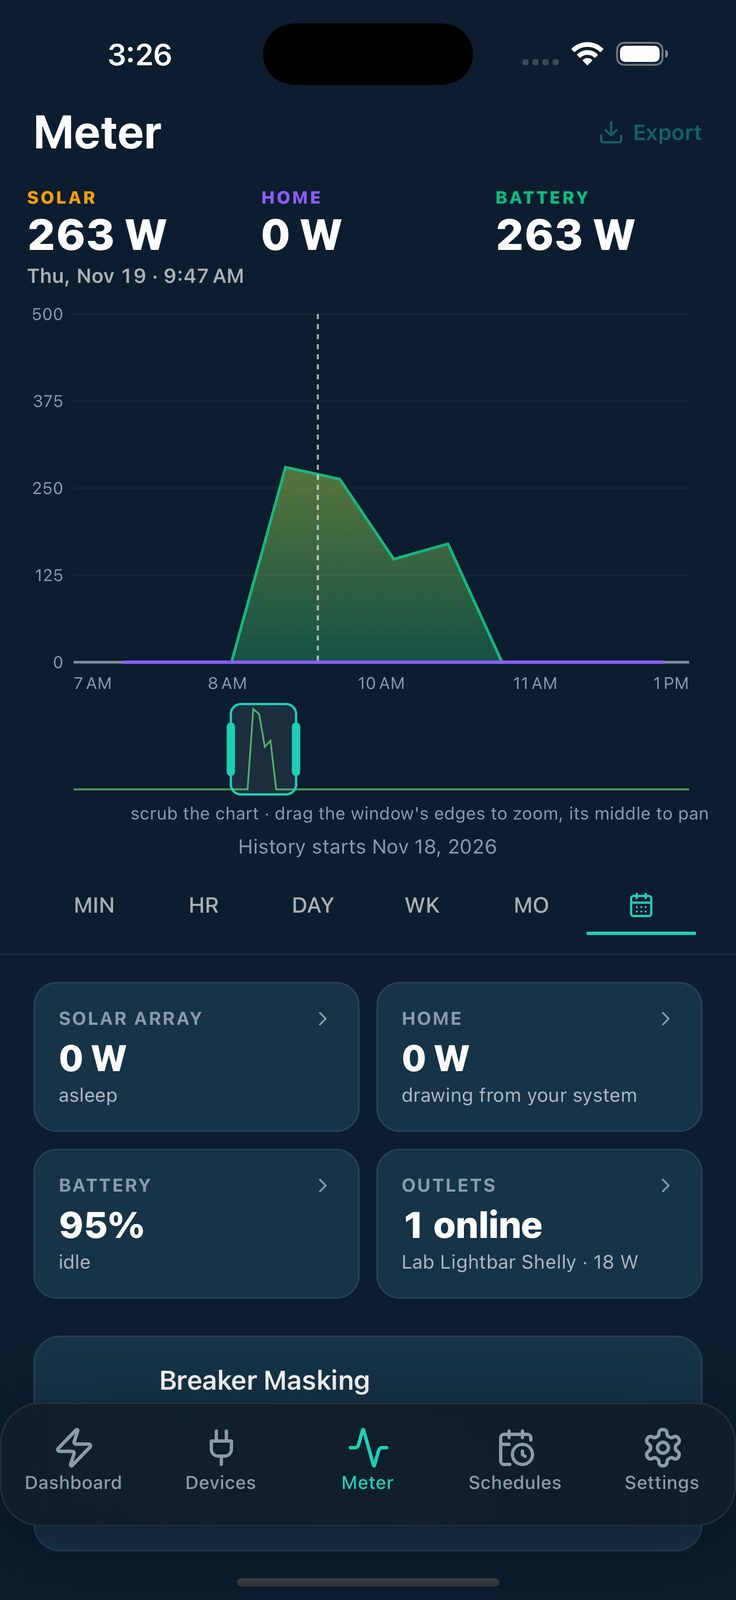 3:26
Meter
Export
SOLAR HOME BATTERY
263 W 0 W 263 W
Thu, Nov 19 · 9:47 AM
500
375
250
125
0
7 AM 8 AM 10 AM 11 AM 1 PM
scrub the chart · drag the window's edges to zoom, its middle to pan
History starts Nov 18, 2026
MIN HR DAY WK MO
SOLAR ARRAY
0 W
asleep
HOME
0 W
drawing from your system
BATTERY
95%
idle
OUTLETS
1 online
Lab Lightbar Shelly · 18 W
Breaker Masking
Dashboard Devices Meter Schedules Settings